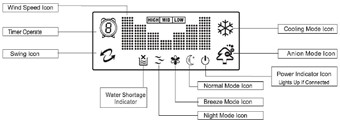 Wind Speed Icon
HIGH MID LOW
Timer Operate
8
Cooling Mode Icon
Swing Icon
Anion Mode Icon
Power Indicator Icon
Lights Up if Connected
Water Shortage
Indicator
Normal Mode Icon
Breeze Mode Icon
Night Mode Icon